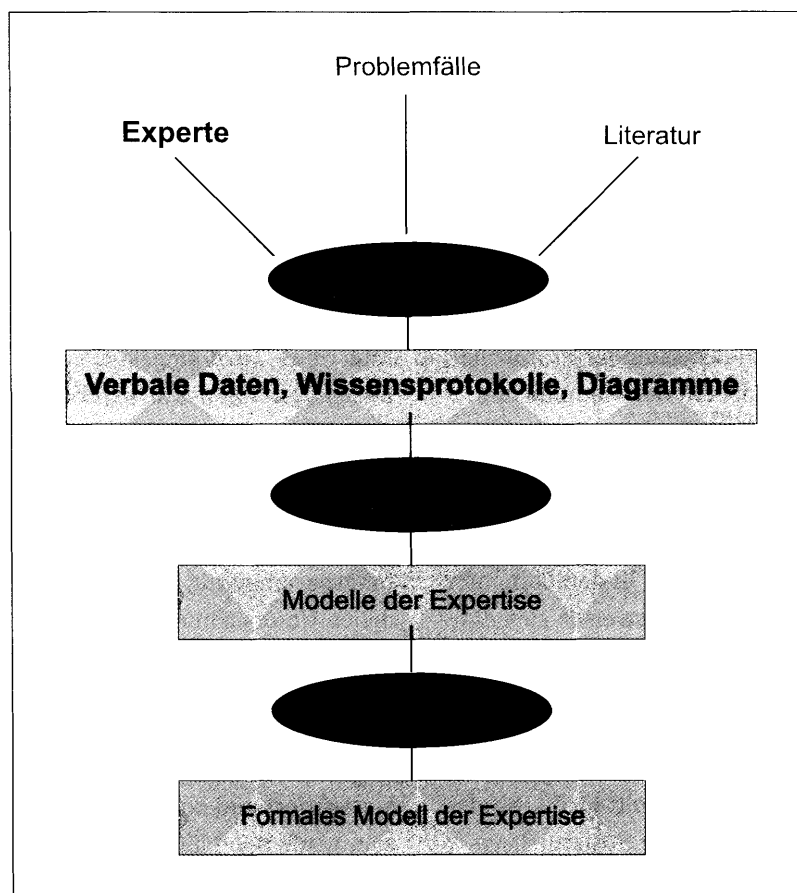 Problemfälle
Experte
Literatur
Verbale Daten, Wissensprotokolle, Diagramme
Modelle der Expertise
Formales Modell der Expertise